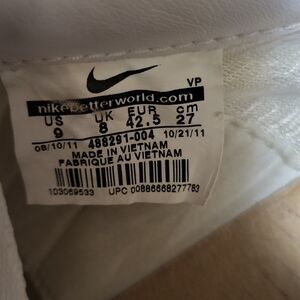 VP
nikebetterworld.com
US UK EUR cm
9 8 42.5 27
08/10/11 488291-004 10/21/11
MADE IN VIETNAM
FABRIQUE AU VIETNAM
103069533 UPC 00886668277783